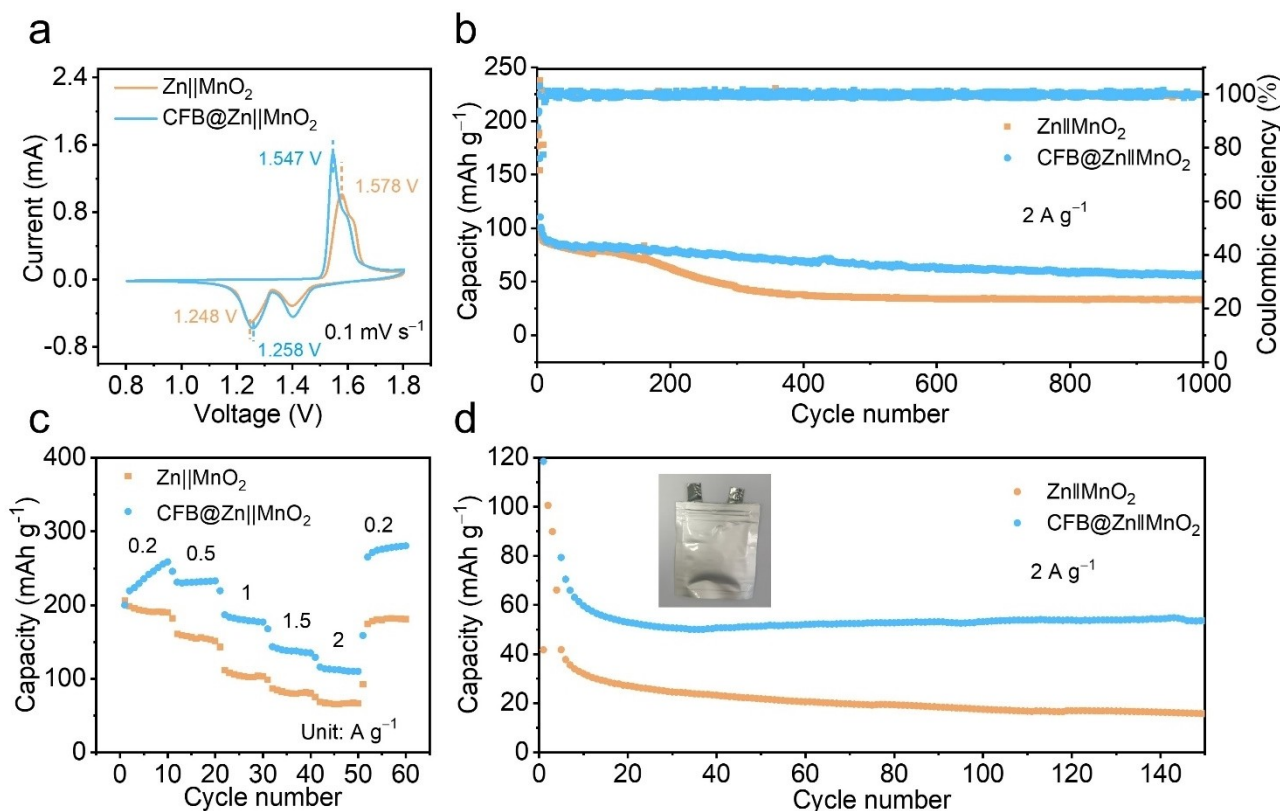 a
2.4
1.6
0.8
0.0
-0.8
Current (mA)
Zn||MnO₂
CFB@Zn||MnO₂
1.547 V
1.578 V
1.248 V
1.258 V
0.1 mV s⁻¹
0.8 1.0 1.2 1.4 1.6 1.8
Voltage (V)
b
250
200
150
100
50
0
Capacity (mAh g⁻¹)
Zn||MnO₂
CFB@Zn||MnO₂
2 A g⁻¹
100
80
60
40
20
0
Coulombic efficiency (%)
0 200 400 600 800 1000
Cycle number
c
400
300
200
100
0
Capacity (mAh g⁻¹)
Zn||MnO₂
CFB@Zn||MnO₂
0.2
0.5
1
1.5
2
0.2
Unit: A g⁻¹
0 10 20 30 40 50 60
Cycle number
d
120
100
80
60
40
20
0
Capacity (mAh g⁻¹)
Zn||MnO₂
CFB@Zn||MnO₂
2 A g⁻¹
0 20 40 60 80 100 120 140
Cycle number